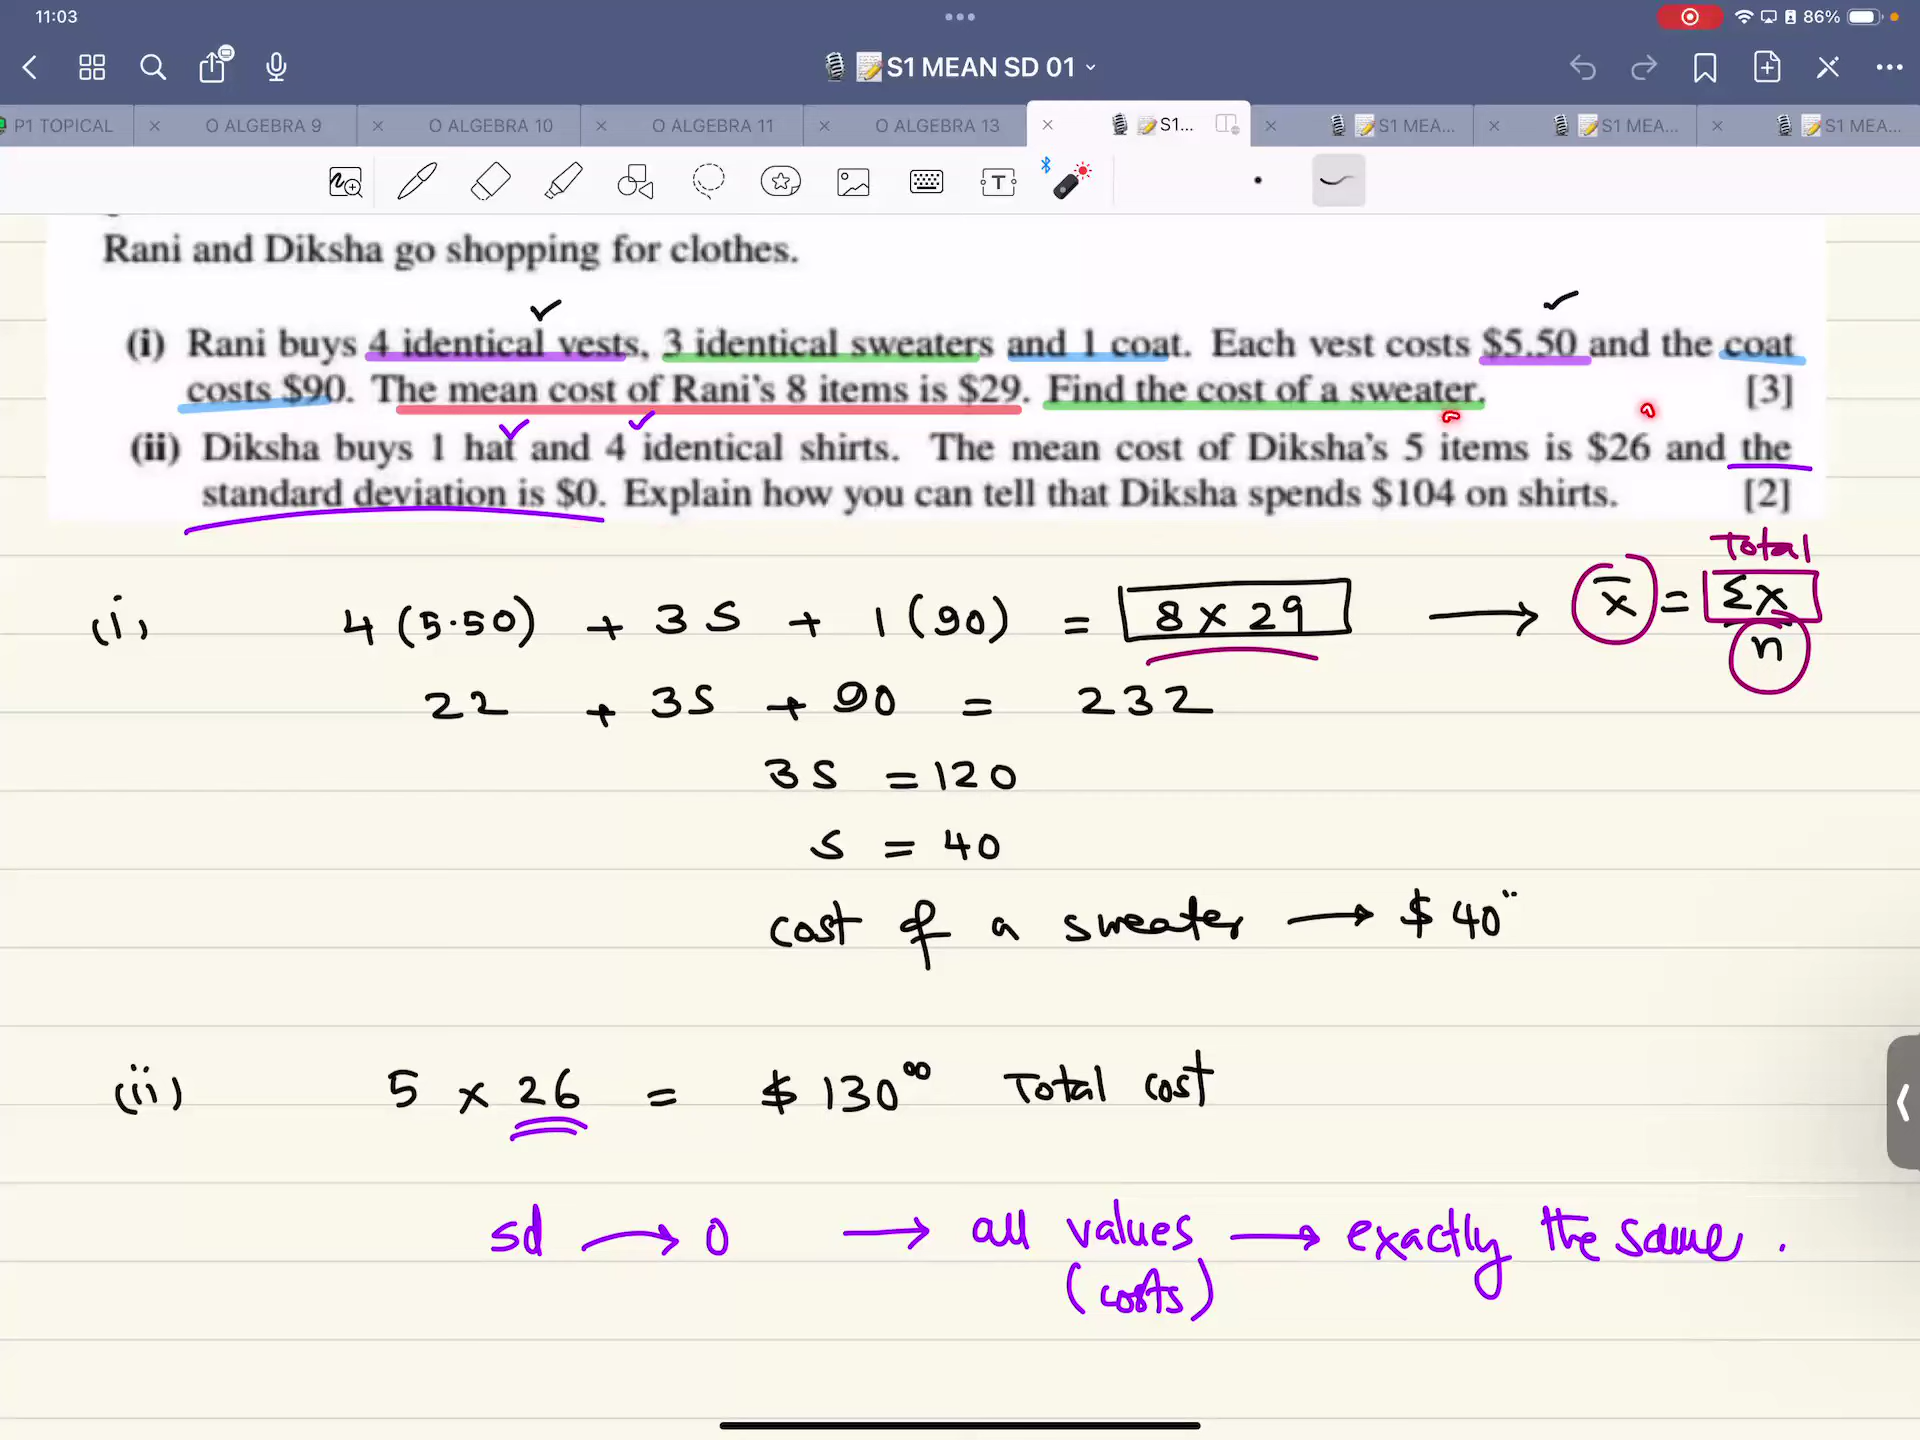 11:03
86%
S1 MEAN SD 01
P1 TOPICAL
O ALGEBRA 9
O ALGEBRA 10
O ALGEBRA 11
O ALGEBRA 13
S1...
S1 MEA...
S1 MEA...
S1 MEA...
Rani and Diksha go shopping for clothes.
(i) Rani buys 4 identical vests, 3 identical sweaters and 1 coat. Each vest costs $5.50 and the coat
costs $90. The mean cost of Rani's 8 items is $29. Find the cost of a sweater. [3]
(ii) Diksha buys 1 hat and 4 identical shirts. The mean cost of Diksha's 5 items is $26 and the
standard deviation is $0. Explain how you can tell that Diksha spends $104 on shirts. [2]
Total
(i) 4(5.50) + 3S + 1(90) = 8 × 29 → x̄ = Σx / n
22 + 3S + 90 = 232
3S = 120
S = 40
cost of a sweater → $40
(ii) 5 × 26 = $130⁰⁰ Total cost
sd → 0 → all values → exactly the same.
(costs)